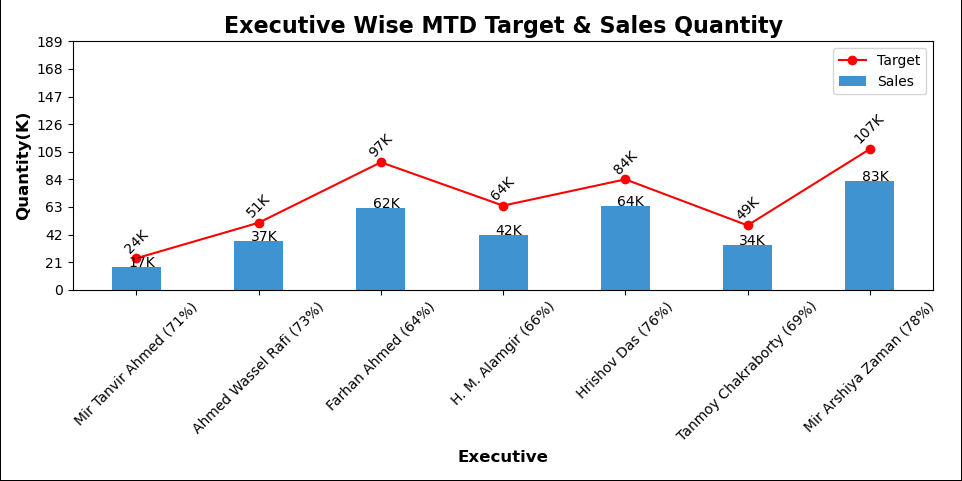 Executive Wise MTD Target & Sales Quantity
Quantity(K)
189
168
147
126
105
84
63
42
21
0
Target
Sales
24K
51K
97K
64K
84K
49K
107K
17K
37K
62K
42K
64K
34K
83K
Mir Tanvir Ahmed (71%)
Ahmed Wassel Rafi (73%)
Farhan Ahmed (64%)
H. M. Alamgir (66%)
Hrishov Das (76%)
Tanmoy Chakraborty (69%)
Mir Arshiya Zaman (78%)
Executive